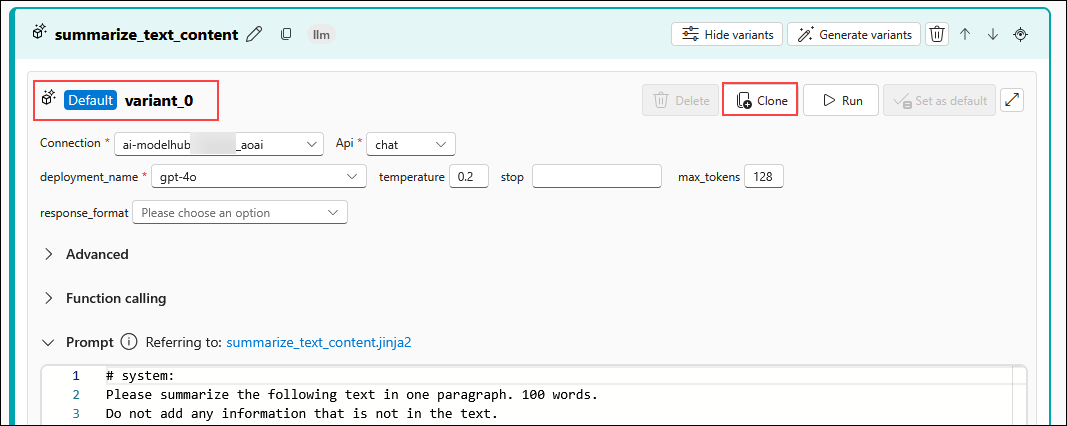 summarize_text_content llm Hide variants Generate variants
Default variant_0 Delete Clone Run Set as default
Connection * ai-modelhub _aoai Api * chat
deployment_name * gpt-4o temperature 0.2 stop max_tokens 128
response_format Please choose an option
Advanced
Function calling
Prompt Referring to: summarize_text_content.jinja2
1 # system:
2 Please summarize the following text in one paragraph. 100 words.
3 Do not add any information that is not in the text.